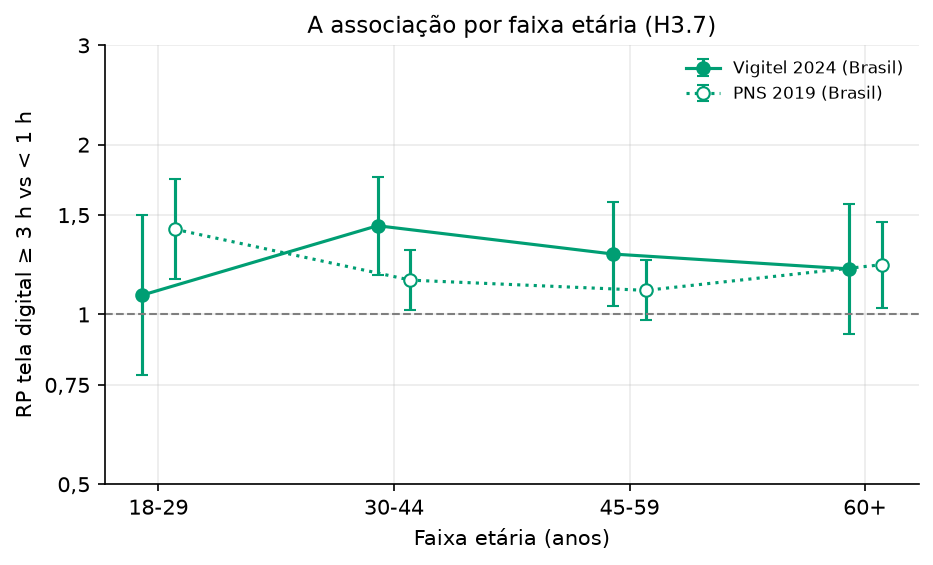 A associação por faixa etária (H3.7)
Vigitel 2024 (Brasil)
PNS 2019 (Brasil)
RP tela digital ≥ 3 h vs < 1 h
3
2
1,5
1
0,75
0,5
18-29
30-44
45-59
60+
Faixa etária (anos)